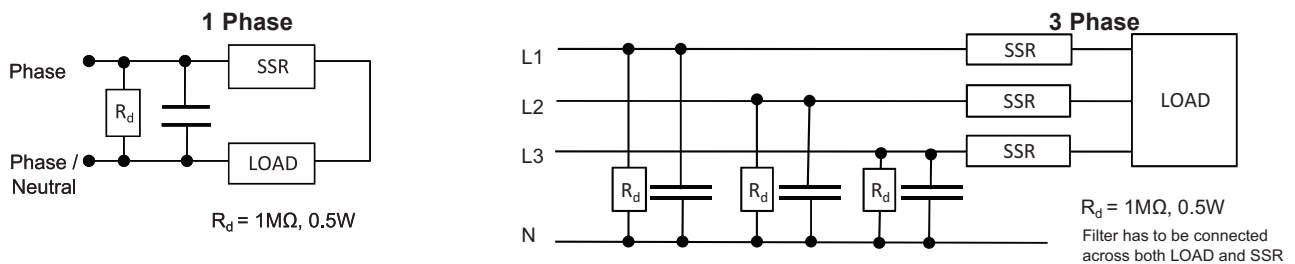 1 Phase
Phase
SSR
Rd
Phase /
Neutral
LOAD
Rd = 1MΩ, 0.5W
3 Phase
L1
SSR
L2
SSR
LOAD
L3
SSR
Rd
Rd
Rd
N
Rd = 1MΩ, 0.5W
Filter has to be connected
across both LOAD and SSR